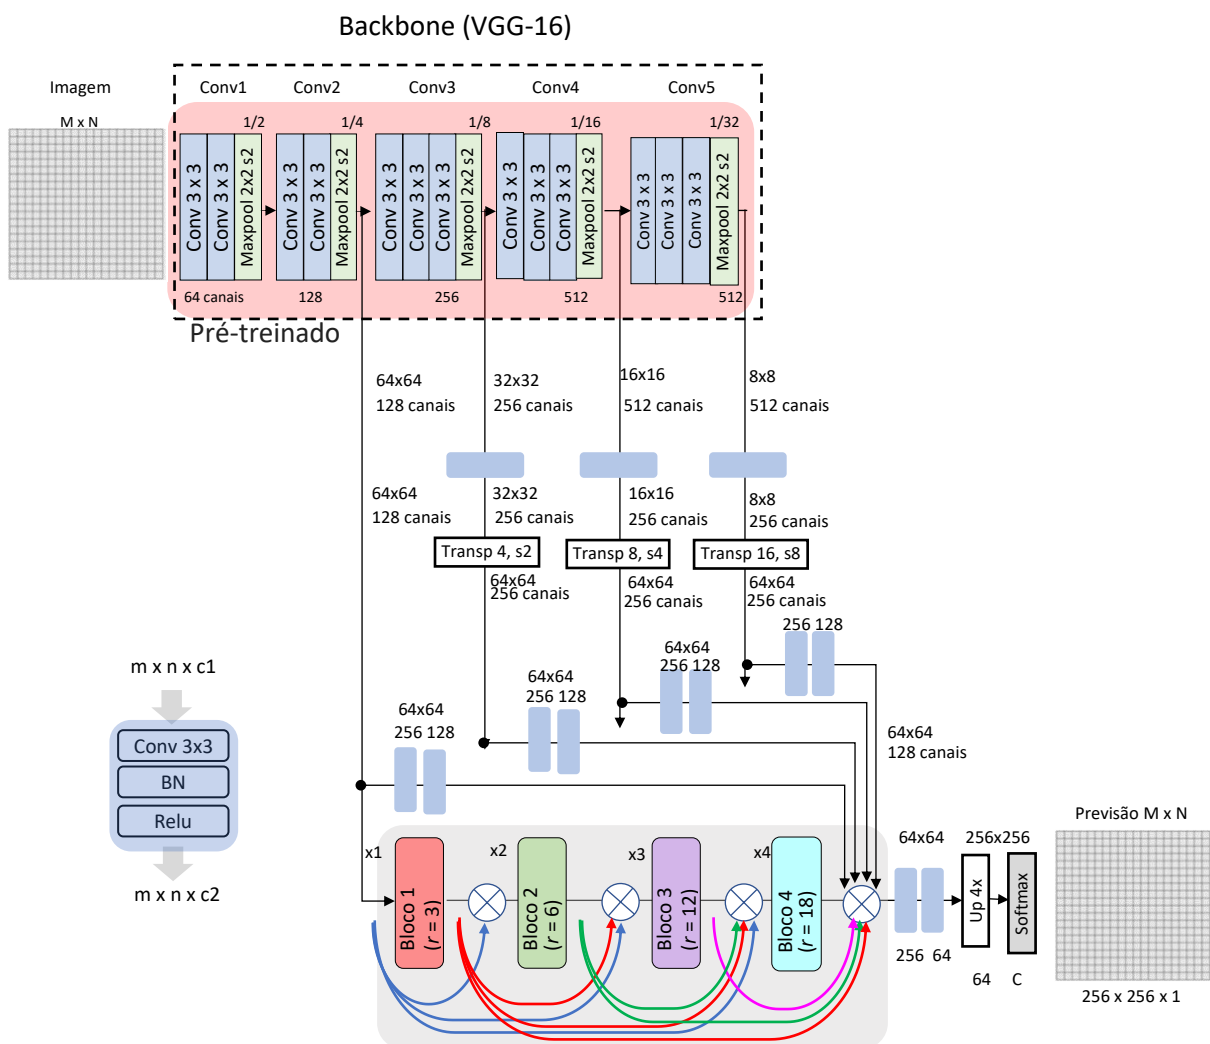 Backbone (VGG-16)
Imagem
M x N
Conv1 Conv2 Conv3 Conv4 Conv5
1/2 1/4 1/8 1/16 1/32
Conv 3 x 3
Conv 3 x 3
Maxpool 2x2 s2
Conv 3 x 3
Conv 3 x 3
Maxpool 2x2 s2
Conv 3 x 3
Conv 3 x 3
Conv 3 x 3
Maxpool 2x2 s2
Conv 3 x 3
Conv 3 x 3
Conv 3 x 3
Maxpool 2x2 s2
Conv 3 x 3
Conv 3 x 3
Conv 3 x 3
Maxpool 2x2 s2
64 canais 128 256 512 512
Pré-treinado
64x64
128 canais
32x32
256 canais
16x16
512 canais
8x8
512 canais
64x64
128 canais
32x32
256 canais
16x16
256 canais
8x8
256 canais
Transp 4, s2
Transp 8, s4
Transp 16, s8
64x64
256 canais
64x64
256 canais
64x64
256 canais
256 128
64x64
256 128
64x64
256 128
64x64
256 128
64x64
128 canais
m x n x c1
Conv 3x3
BN
Relu
m x n x c2
x1
Bloco 1
(r = 3)
x2
Bloco 2
(r = 6)
x3
Bloco 3
(r = 12)
x4
Bloco 4
(r = 18)
64x64
256 64
256x256
Up 4x
Softmax
64 C
Previsão M x N
256 x 256 x 1